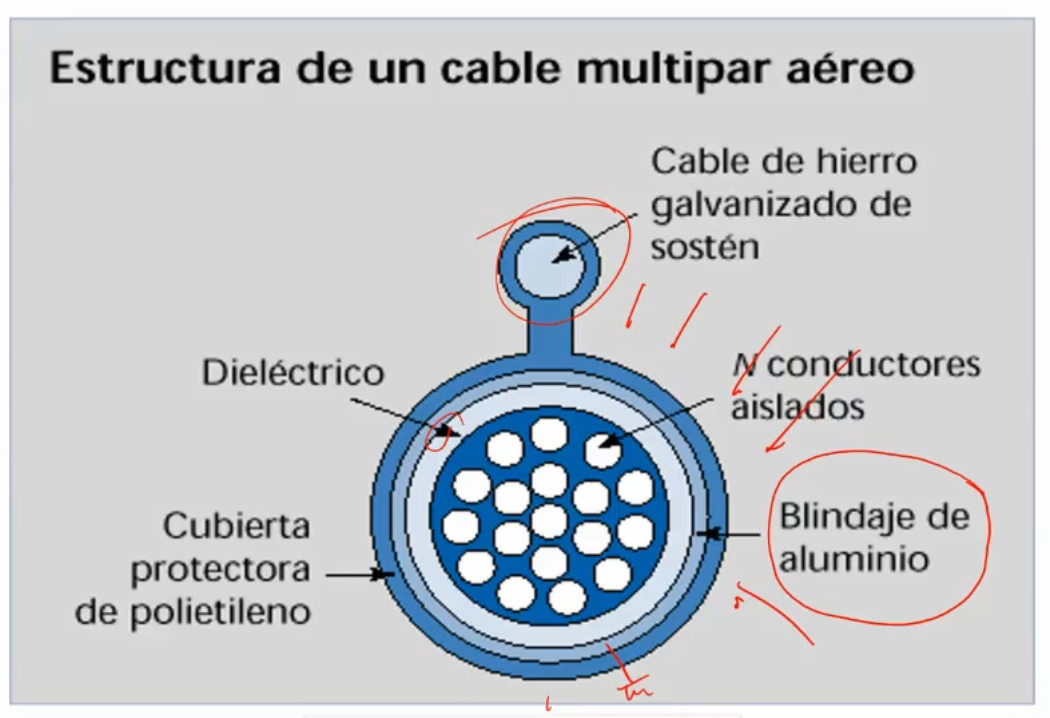 Estructura de un cable multipar aéreo
Cable de hierro
galvanizado de
sostén
Dieléctrico
N conductores
aislados
Blindaje de
aluminio
Cubierta
protectora
de polietileno